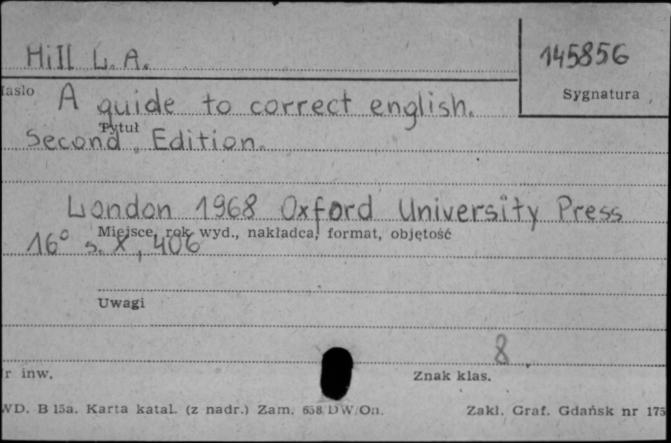 Hill L. A.
145856
Hasło
Sygnatura
A guide to correct english.
Tytuł
Second Edition.
London 1968 Oxford University Press
Miejsce, rok wyd., nakładca, format, objętość
16° s. X, 406
Uwagi
8
r inw.
Znak klas.
WD. B 15a. Karta katal. (z nadr.) Zam. 658/DW/On.
Zakł. Graf. Gdańsk nr 175